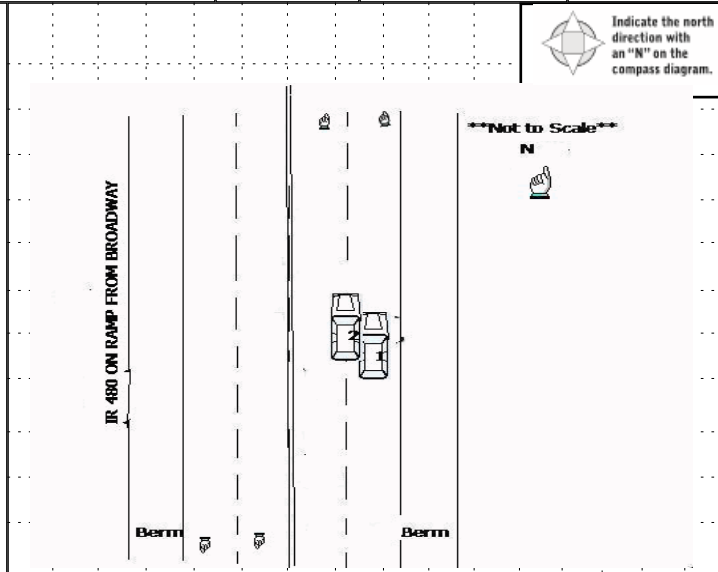 Indicate the north
direction with
an “N” on the
compass diagram.
**Not to Scale**
N
IR 480 ON RAMP FROM BROADWAY
2
1
Berm
Berm